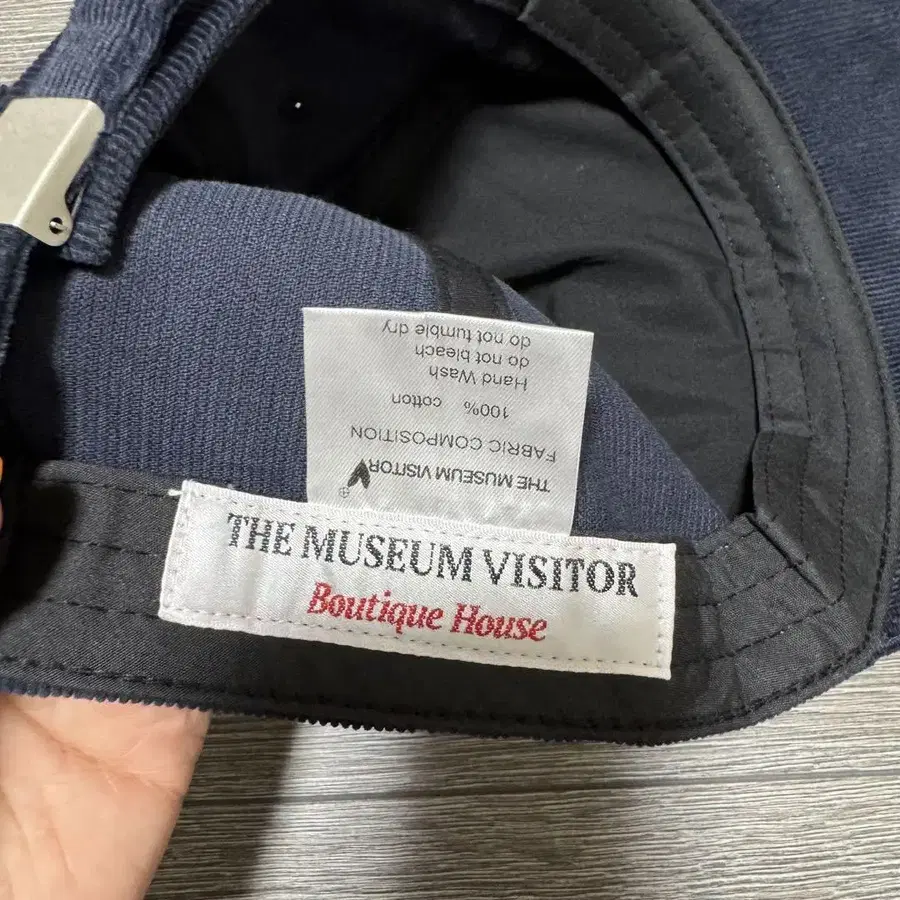 THE MUSEUM VISITOR
Boutique House
THE MUSEUM VISITOR
FABRIC COMPOSITION
100% cotton
Hand Wash
do not bleach
do not tumble dry